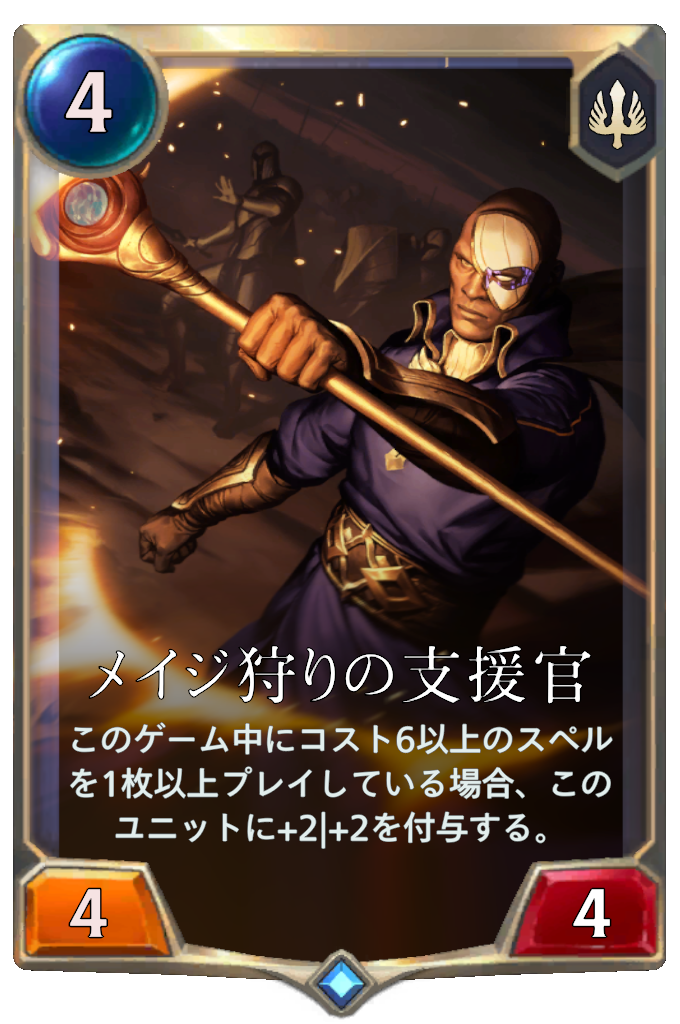 4
メイジ狩りの支援官
このゲーム中にコスト6以上のスペル
を1枚以上プレイしている場合、この
ユニットに+2|+2を付与する。
4
4